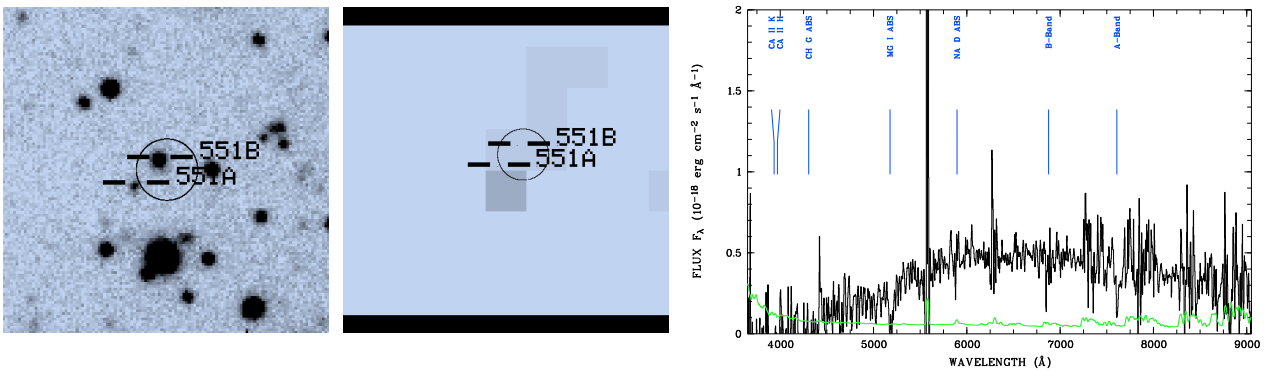 551B
551A
551B
551A
CA II K
CA II H
CH G ABS
MG I ABS
NA D ABS
B-Band
A-Band
FLUX Fλ (10⁻¹⁸ erg cm⁻² s⁻¹ Å⁻¹)
2
1.5
1
0.5
0
4000 5000 6000 7000 8000 9000
WAVELENGTH (Å)